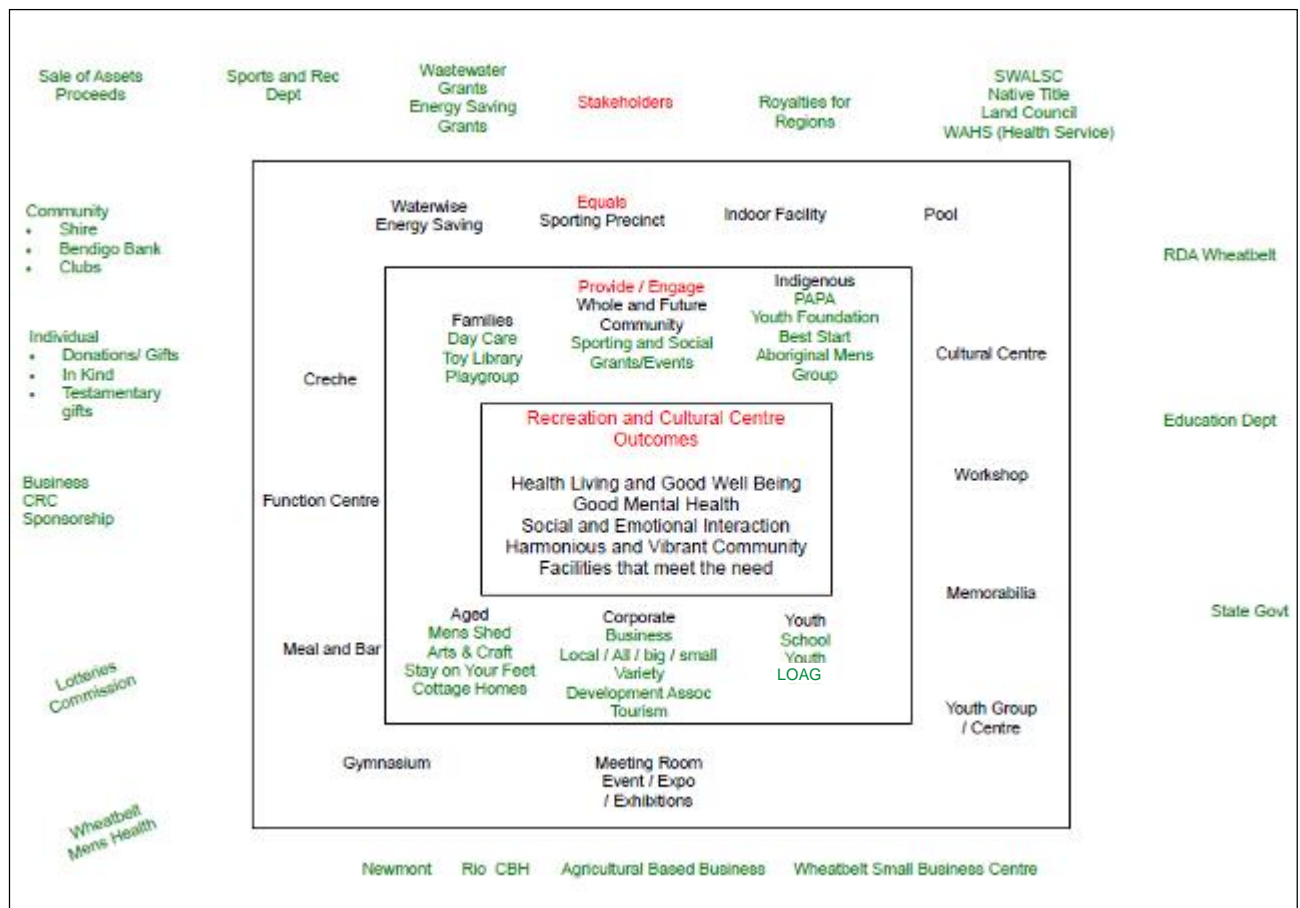 Sale of Assets
Proceeds
Sports and Rec
Dept
Wastewater
Grants
Energy Saving
Grants
Stakeholders
Royalties for
Regions
SWALSC
Native Title
Land Council
WAHS (Health Service)
Community
• Shire
• Bendigo Bank
• Clubs
Individual
• Donations/ Gifts
• In Kind
• Testamentary
gifts
Business
CRC
Sponsorship
Lotteries
Commission
Wheatbelt
Mens Health
Waterwise
Energy Saving
Equals
Sporting Precinct
Indoor Facility
Pool
Creche
Function Centre
Meal and Bar
Gymnasium
Families
Day Care
Toy Library
Playgroup
Provide / Engage
Whole and Future
Community
Sporting and Social
Grants/Events
Indigenous
PAPA
Youth Foundation
Best Start
Aboriginal Mens
Group
Recreation and Cultural Centre
Outcomes
Health Living and Good Well Being
Good Mental Health
Social and Emotional Interaction
Harmonious and Vibrant Community
Facilities that meet the need
Aged
Mens Shed
Arts & Craft
Stay on Your Feet
Cottage Homes
Corporate
Business
Local / All / big / small
Variety
Development Assoc
Tourism
Youth
School
Youth
LOAG
Cultural Centre
Workshop
Memorabilia
Youth Group
/ Centre
Meeting Room
Event / Expo
/ Exhibitions
RDA Wheatbelt
Education Dept
State Govt
Newmont Rio CBH Agricultural Based Business Wheatbelt Small Business Centre